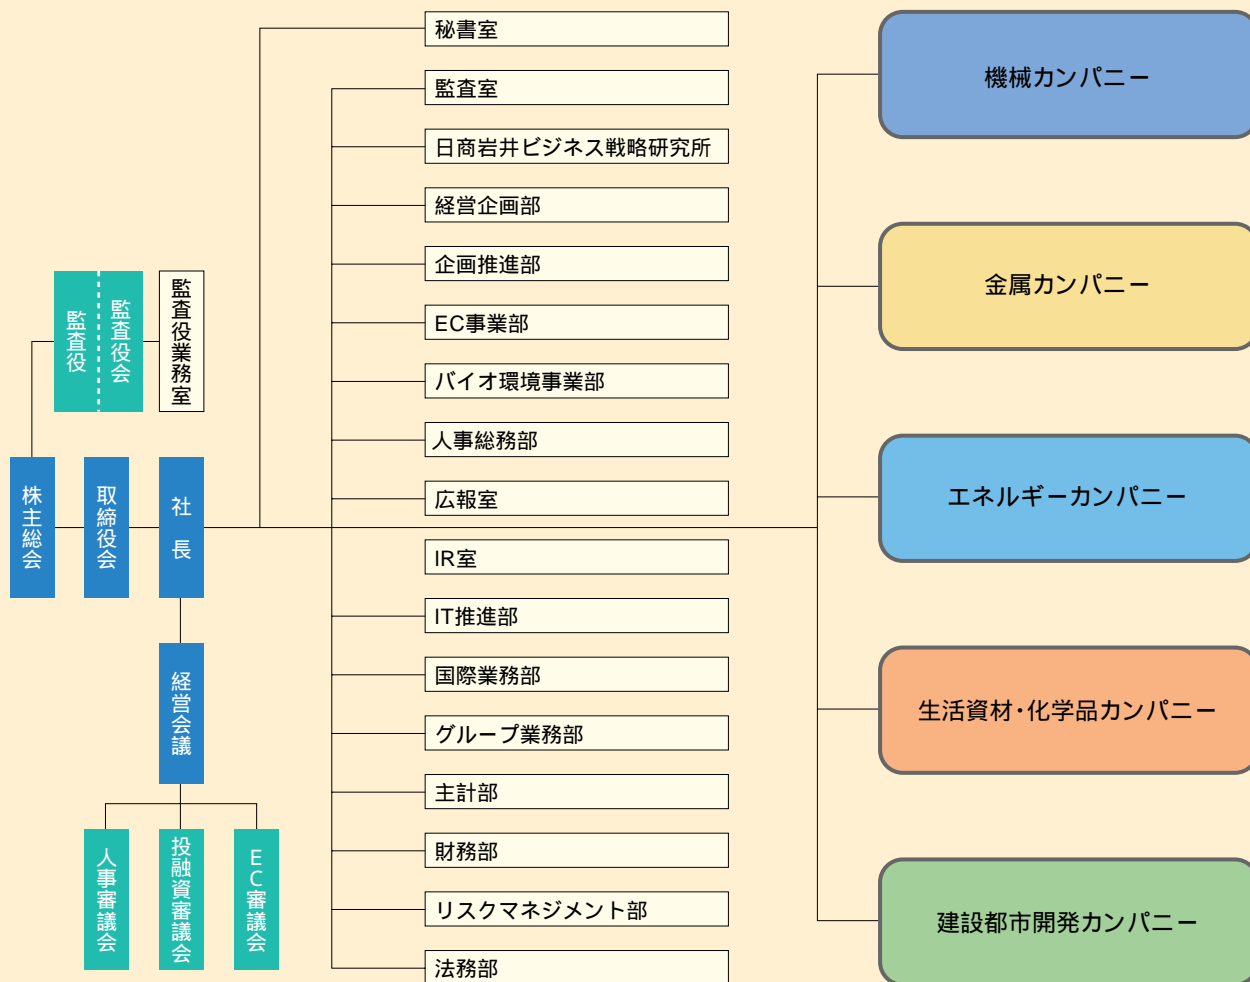 秘書室
監査室
日商岩井ビジネス戦略研究所
経営企画部
企画推進部
EC事業部
バイオ環境事業部
人事総務部
広報室
IR室
IT推進部
国際業務部
グループ業務部
主計部
財務部
リスクマネジメント部
法務部
監査役
監査役会
監査役業務室
株主総会
取締役会
社長
経営会議
人事審議会
投融資審議会
EC審議会
機械カンパニー
金属カンパニー
エネルギーカンパニー
生活資材・化学品カンパニー
建設都市開発カンパニー